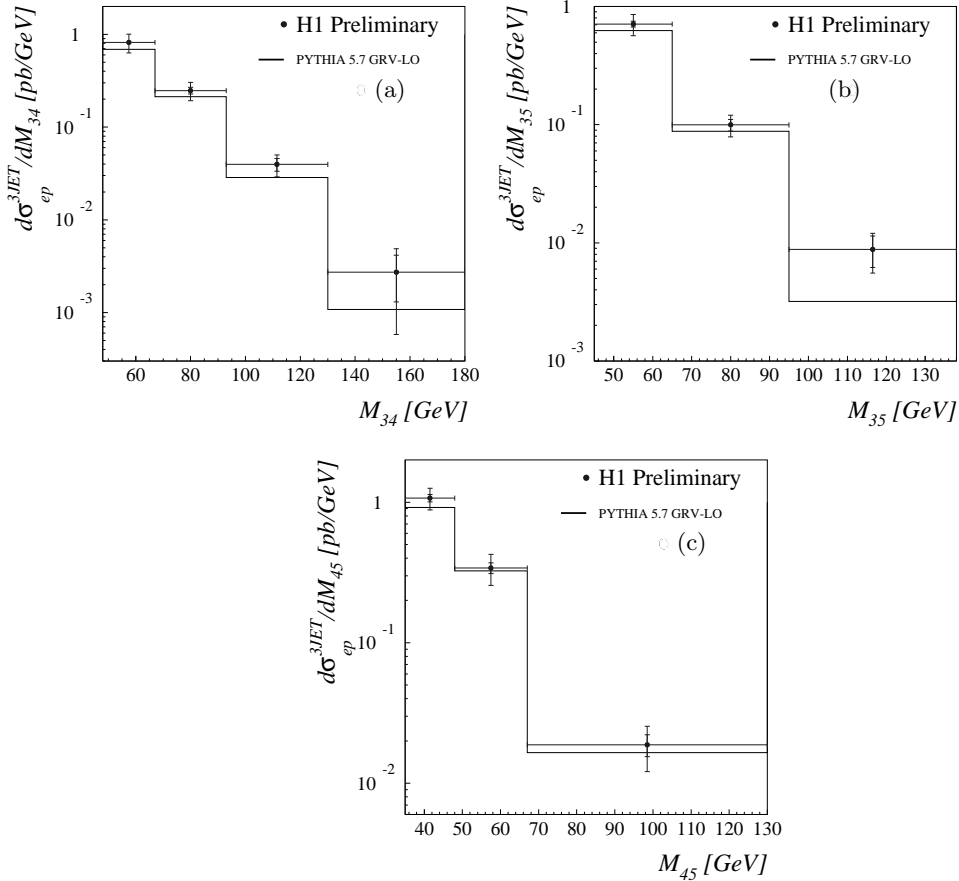 H1 Preliminary
PYTHIA 5.7 GRV-LO
(a)
dσ_ep^3JET/dM_34 [pb/GeV]
1
10^-1
10^-2
10^-3
60 80 100 120 140 160 180
M_34 [GeV]
H1 Preliminary
PYTHIA 5.7 GRV-LO
(b)
dσ_ep^3JET/dM_35 [pb/GeV]
1
10^-1
10^-2
10^-3
50 60 70 80 90 100 110 120 130
M_35 [GeV]
H1 Preliminary
PYTHIA 5.7 GRV-LO
(c)
dσ_ep^3JET/dM_45 [pb/GeV]
1
10^-1
10^-2
40 50 60 70 80 90 100 110 120 130
M_45 [GeV]